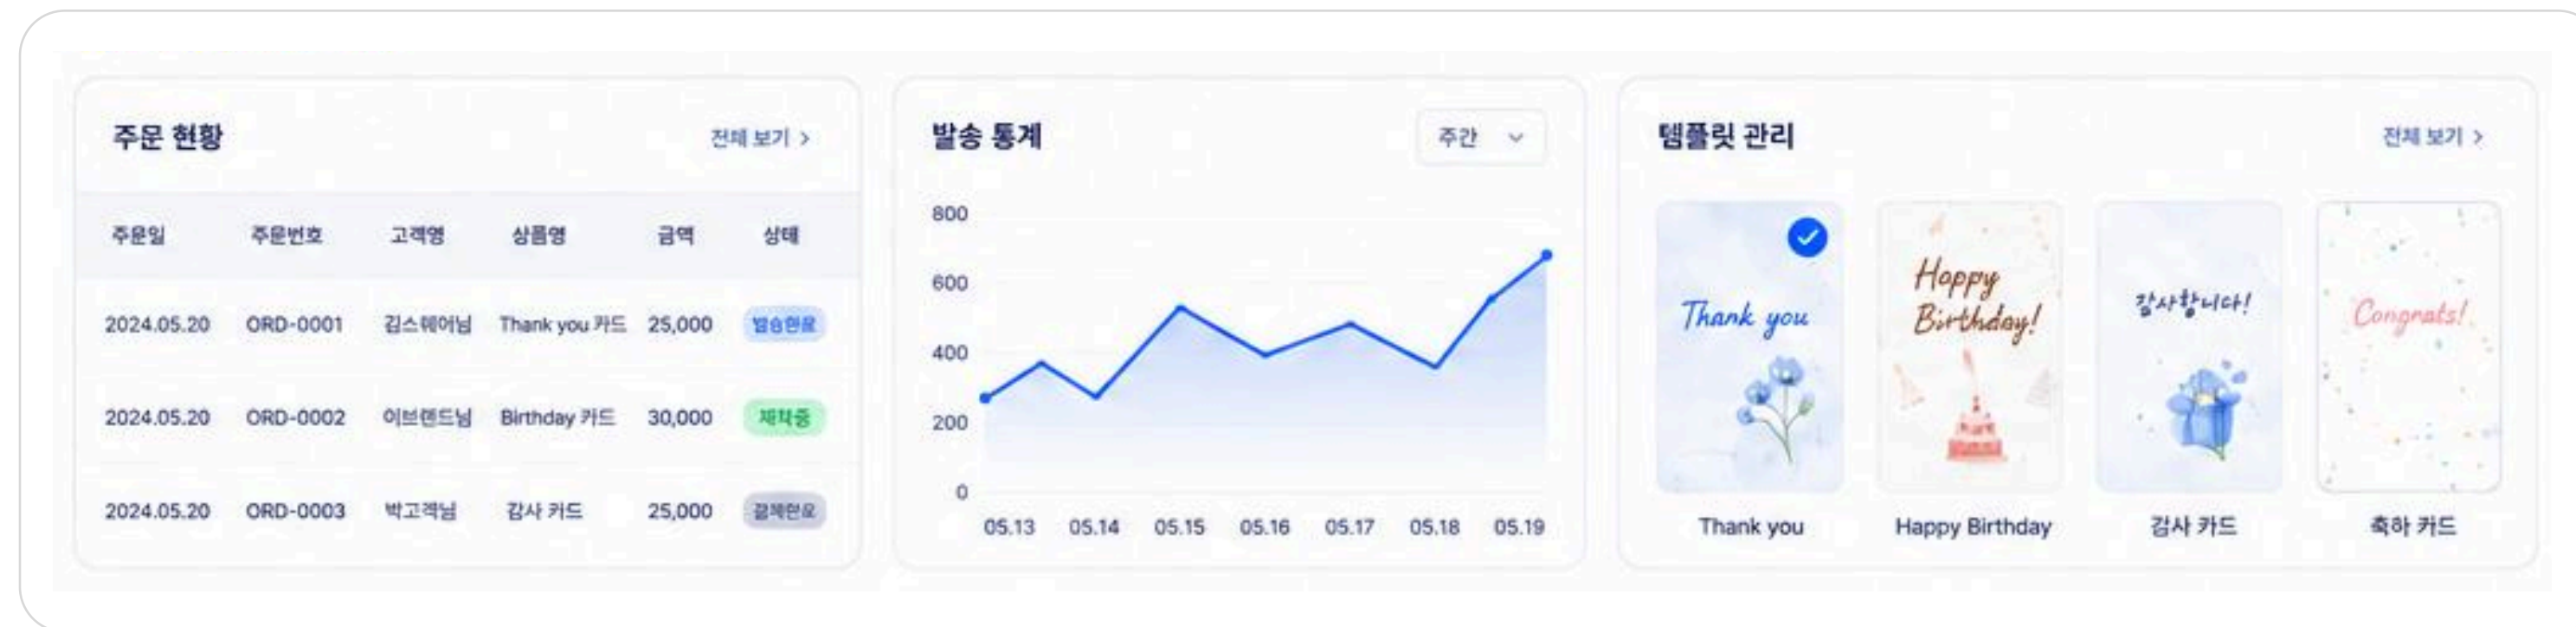 주문 현황
전체 보기 >
주문일 주문번호 고객명 상품명 금액 상태
2024.05.20 ORD-0001 김스퀘어님 Thank you 카드 25,000 발송완료
2024.05.20 ORD-0002 이브랜드님 Birthday 카드 30,000 제작중
2024.05.20 ORD-0003 박고객님 감사 카드 25,000 결제완료
발송 통계
주간
800
600
400
200
0
05.13 05.14 05.15 05.16 05.17 05.18 05.19
템플릿 관리
전체 보기 >
Thank you
Happy
Birthday!
감사합니다!
Congrats!
Thank you
Happy Birthday
감사 카드
축하 카드